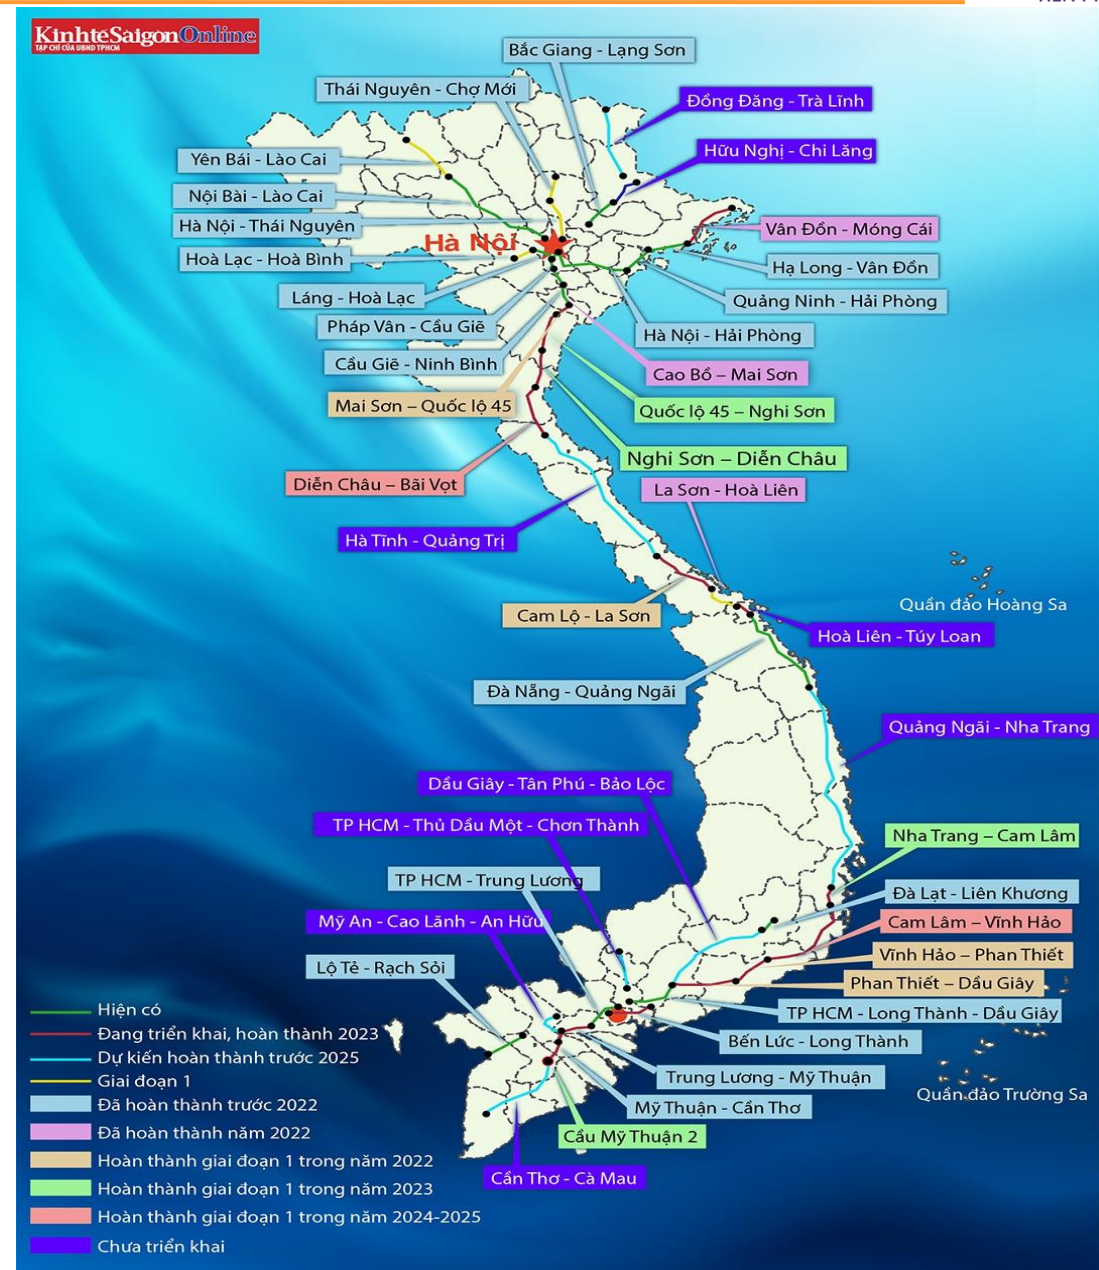 KinhtếSaigonOnline
TẠP CHÍ CỦA UBND TPHCM
Bắc Giang - Lạng Sơn
Thái Nguyên - Chợ Mới
Đồng Đăng - Trà Lĩnh
Hữu Nghị - Chi Lăng
Yên Bái - Lào Cai
Nội Bài - Lào Cai
Hà Nội - Thái Nguyên
Vân Đồn - Móng Cái
Hà Nội
Hoà Lạc - Hoà Bình
Hạ Long - Vân Đồn
Láng - Hoà Lạc
Quảng Ninh - Hải Phòng
Pháp Vân - Cầu Giẽ
Hà Nội - Hải Phòng
Cầu Giẽ - Ninh Bình
Cao Bồ – Mai Sơn
Mai Sơn – Quốc lộ 45
Quốc lộ 45 – Nghi Sơn
Nghi Sơn – Diễn Châu
Diễn Châu – Bãi Vọt
La Sơn - Hoà Liên
Hà Tĩnh - Quảng Trị
Quần đảo Hoàng Sa
Cam Lộ - La Sơn
Hoà Liên - Túy Loan
Đà Nẵng - Quảng Ngãi
Quảng Ngãi - Nha Trang
Dầu Giây - Tân Phú - Bảo Lộc
TP HCM - Thủ Dầu Một - Chơn Thành
Nha Trang – Cam Lâm
TP HCM - Trung Lương
Đà Lạt - Liên Khương
Mỹ An - Cao Lãnh - An Hữu
Cam Lâm – Vĩnh Hảo
Vĩnh Hảo – Phan Thiết
Lộ Tẻ - Rạch Sỏi
Phan Thiết – Dầu Giây
TP HCM - Long Thành - Dầu Giây
Bến Lức - Long Thành
Trung Lương - Mỹ Thuận
Quần đảo Trường Sa
Mỹ Thuận - Cần Thơ
Cầu Mỹ Thuận 2
Cần Thơ - Cà Mau
Hiện có
Đang triển khai, hoàn thành 2023
Dự kiến hoàn thành trước 2025
Giai đoạn 1
Đã hoàn thành trước 2022
Đã hoàn thành năm 2022
Hoàn thành giai đoạn 1 trong năm 2022
Hoàn thành giai đoạn 1 trong năm 2023
Hoàn thành giai đoạn 1 trong năm 2024-2025
Chưa triển khai